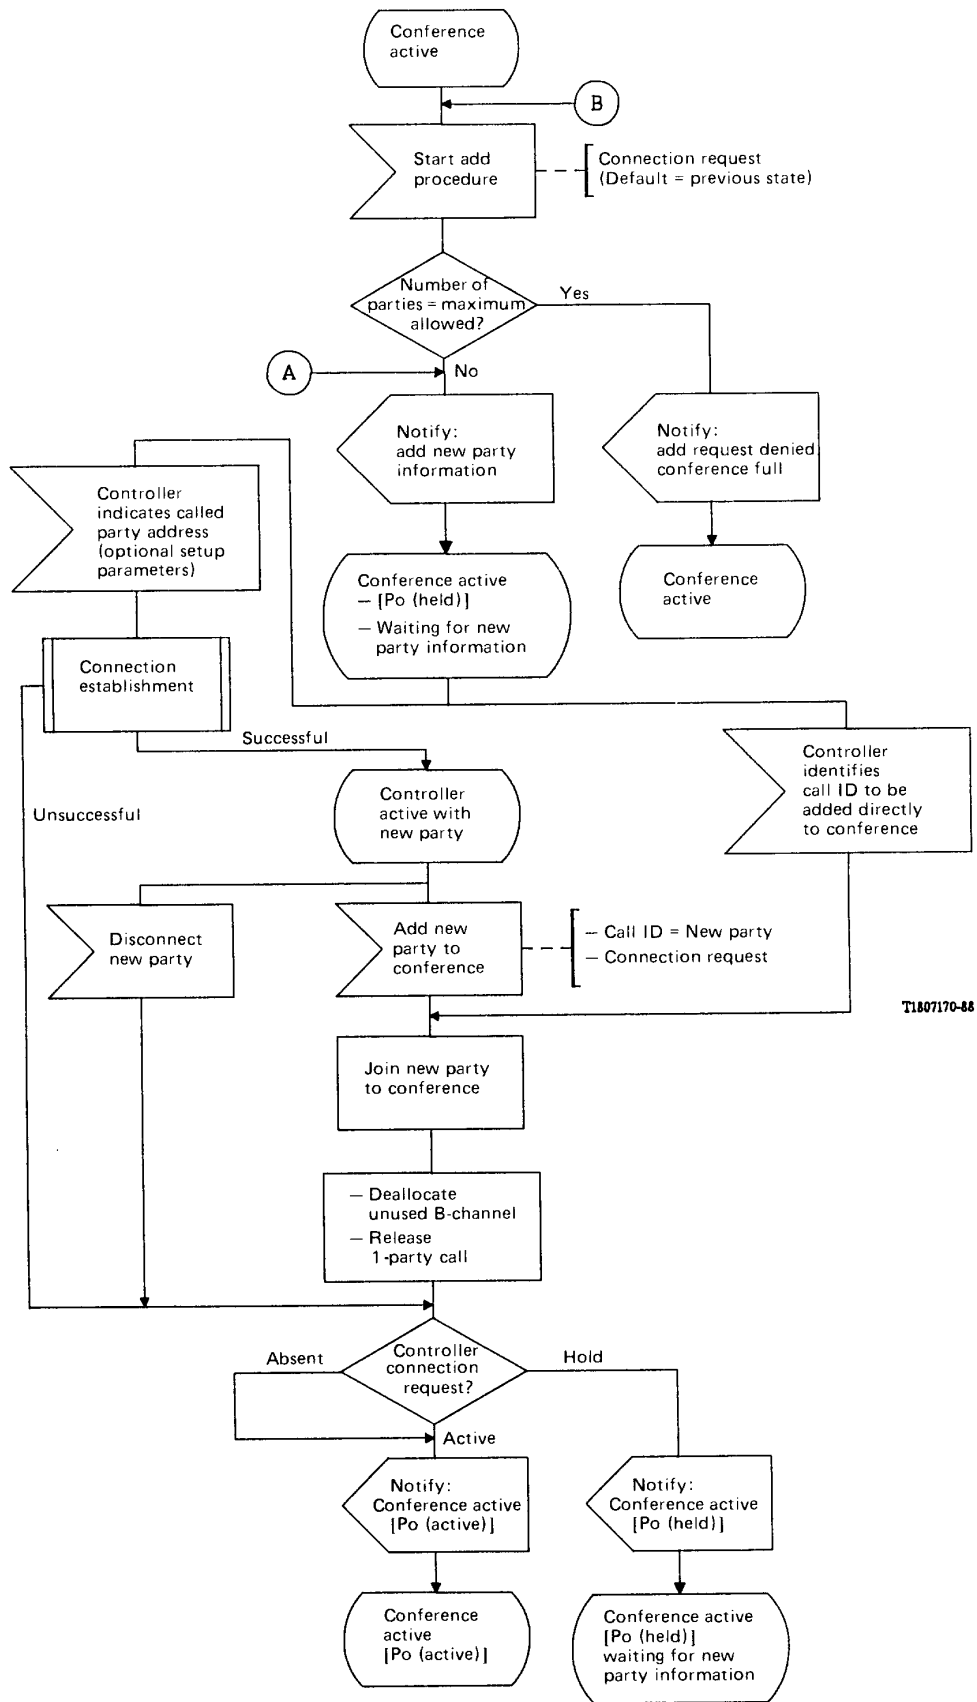 Conference
active
B
Start add
procedure
Connection request
(Default = previous state)
Number of
parties = maximum
allowed?
Yes
A
No
Notify:
add new party
information
Notify:
add request denied
conference full
Controller
indicates called
party address
(optional setup
parameters)
Conference active
— [Po (held)]
— Waiting for new
party information
Conference
active
Connection
establishment
Successful
Unsuccessful
Controller
active with
new party
Controller
identifies
call ID to be
added directly
to conference
Disconnect
new party
Add new
party to
conference
— Call ID = New party
— Connection request
T1807170-88
Join new party
to conference
— Deallocate
unused B-channel
— Release
1-party call
Absent
Controller
connection
request?
Hold
Active
Notify:
Conference active
[Po (active)]
Notify:
Conference active
[Po (held)]
Conference
active
[Po (active)]
Conference active
[Po (held)]
waiting for new
party information